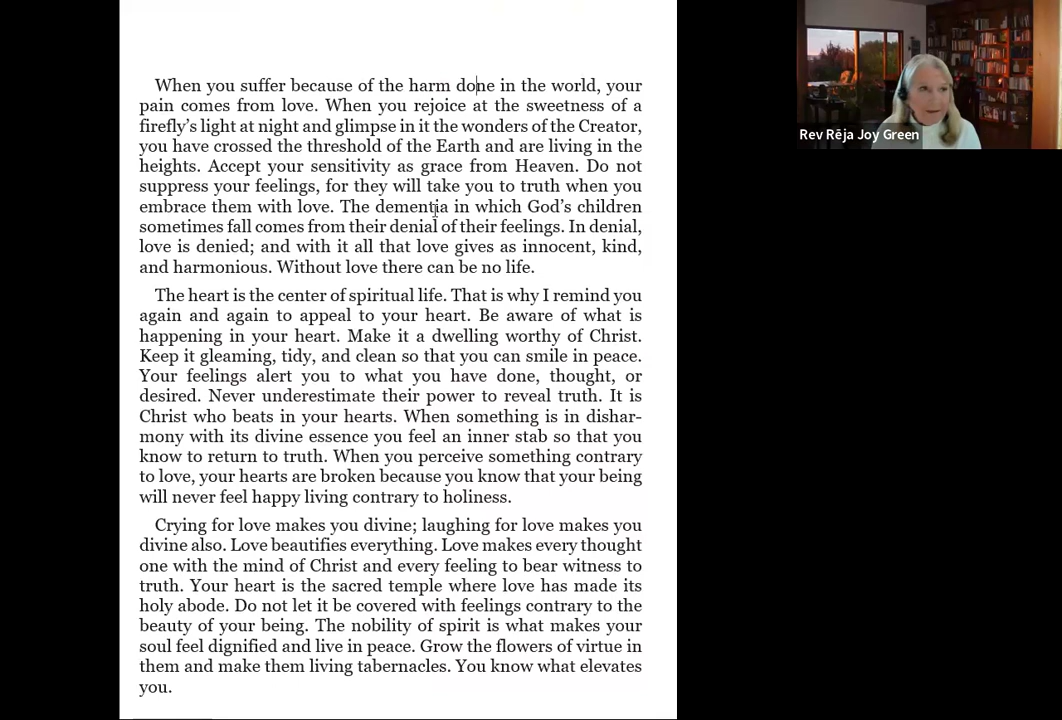 When you suffer because of the harm done in the world, your
pain comes from love. When you rejoice at the sweetness of a
firefly’s light at night and glimpse in it the wonders of the Creator,
you have crossed the threshold of the Earth and are living in the
heights. Accept your sensitivity as grace from Heaven. Do not
suppress your feelings, for they will take you to truth when you
embrace them with love. The dementia in which God’s children
sometimes fall comes from their denial of their feelings. In denial,
love is denied; and with it all that love gives as innocent, kind,
and harmonious. Without love there can be no life.
The heart is the center of spiritual life. That is why I remind you
again and again to appeal to your heart. Be aware of what is
happening in your heart. Make it a dwelling worthy of Christ.
Keep it gleaming, tidy, and clean so that you can smile in peace.
Your feelings alert you to what you have done, thought, or
desired. Never underestimate their power to reveal truth. It is
Christ who beats in your hearts. When something is in dishar-
mony with its divine essence you feel an inner stab so that you
know to return to truth. When you perceive something contrary
to love, your hearts are broken because you know that your being
will never feel happy living contrary to holiness.
Crying for love makes you divine; laughing for love makes you
divine also. Love beautifies everything. Love makes every thought
one with the mind of Christ and every feeling to bear witness to
truth. Your heart is the sacred temple where love has made its
holy abode. Do not let it be covered with feelings contrary to the
beauty of your being. The nobility of spirit is what makes your
soul feel dignified and live in peace. Grow the flowers of virtue in
them and make them living tabernacles. You know what elevates
you.
Rev Rēja Joy Green